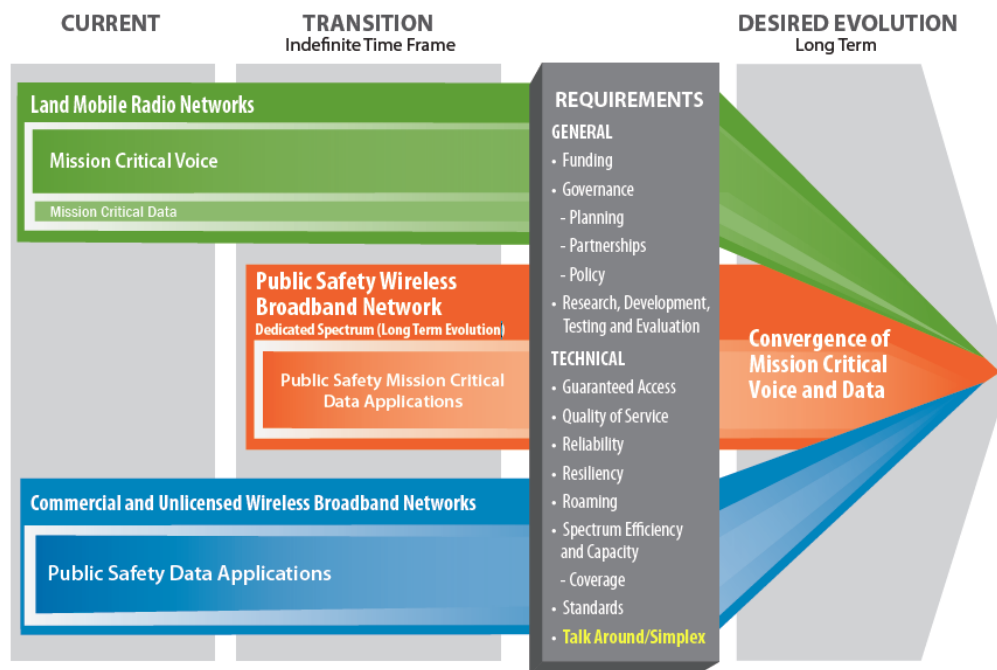 CURRENT
TRANSITION
Indefinite Time Frame
DESIRED EVOLUTION
Long Term
Land Mobile Radio Networks
Mission Critical Voice
Mission Critical Data
Public Safety Wireless
Broadband Network
Dedicated Spectrum (Long Term Evolution)
Public Safety Mission Critical
Data Applications
Commercial and Unlicensed Wireless Broadband Networks
Public Safety Data Applications
REQUIREMENTS
GENERAL
• Funding
• Governance
- Planning
- Partnerships
- Policy
• Research, Development,
Testing and Evaluation
TECHNICAL
• Guaranteed Access
• Quality of Service
• Reliability
• Resiliency
• Roaming
• Spectrum Efficiency
and Capacity
- Coverage
• Standards
• Talk Around/Simplex
Convergence of
Mission Critical
Voice and Data